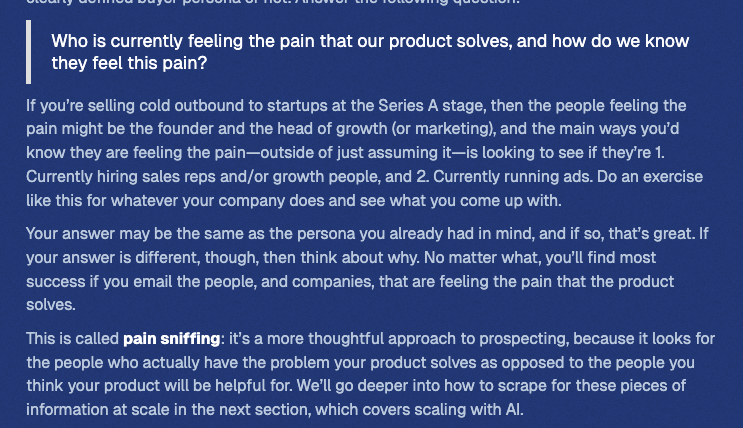 clearly defined buyer persona or not. Answer the following question:
Who is currently feeling the pain that our product solves, and how do we know
they feel this pain?
If you’re selling cold outbound to startups at the Series A stage, then the people feeling the
pain might be the founder and the head of growth (or marketing), and the main ways you’d
know they are feeling the pain—outside of just assuming it—is looking to see if they’re 1.
Currently hiring sales reps and/or growth people, and 2. Currently running ads. Do an exercise
like this for whatever your company does and see what you come up with.
Your answer may be the same as the persona you already had in mind, and if so, that’s great. If
your answer is different, though, then think about why. No matter what, you’ll find most
success if you email the people, and companies, that are feeling the pain that the product
solves.
This is called pain sniffing: it’s a more thoughtful approach to prospecting, because it looks for
the people who actually have the problem your product solves as opposed to the people you
think your product will be helpful for. We’ll go deeper into how to scrape for these pieces of
information at scale in the next section, which covers scaling with AI.